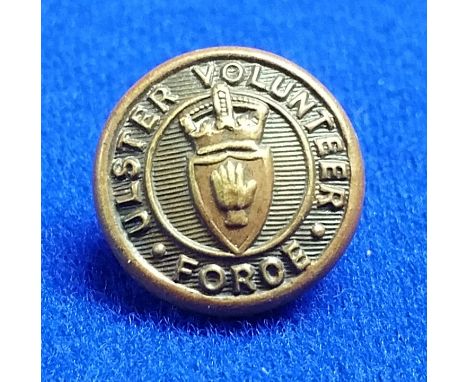 · ULSTER VOLUNTEER ·
FORCE